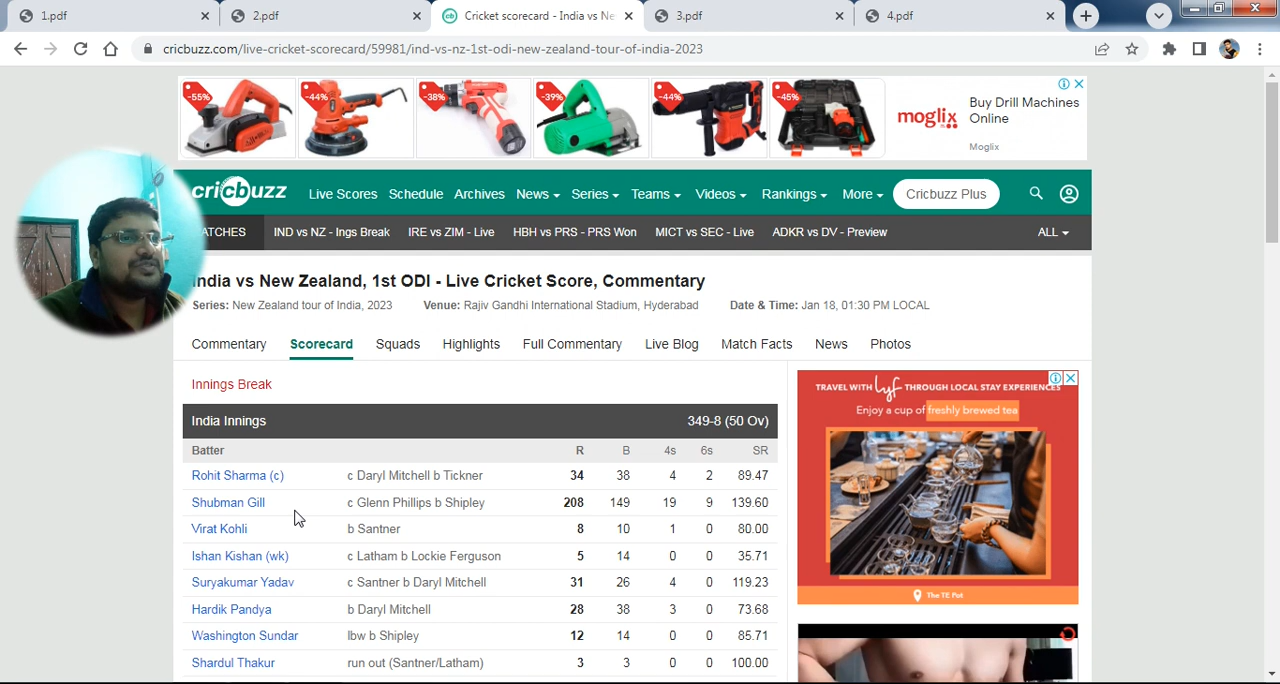 1.pdf
2.pdf
Cricket scorecard - India vs Ne
3.pdf
4.pdf
cricbuzz.com/live-cricket-scorecard/59981/ind-vs-nz-1st-odi-new-zealand-tour-of-india-2023
-55%
-44%
-38%
-39%
-44%
-45%
moglix
Buy Drill Machines
Online
Moglix
cricbuzz
Live Scores
Schedule
Archives
News
Series
Teams
Videos
Rankings
More
Cricbuzz Plus
ATCHES
IND vs NZ - Ings Break
IRE vs ZIM - Live
HBH vs PRS - PRS Won
MICT vs SEC - Live
ADKR vs DV - Preview
ALL
India vs New Zealand, 1st ODI - Live Cricket Score, Commentary
Series: New Zealand tour of India, 2023 Venue: Rajiv Gandhi International Stadium, Hyderabad Date & Time: Jan 18, 01:30 PM LOCAL
Commentary
Scorecard
Squads
Highlights
Full Commentary
Live Blog
Match Facts
News
Photos
Innings Break
India Innings 349-8 (50 Ov)
Batter R B 4s 6s SR
Rohit Sharma (c) c Daryl Mitchell b Tickner 34 38 4 2 89.47
Shubman Gill c Glenn Phillips b Shipley 208 149 19 9 139.60
Virat Kohli b Santner 8 10 1 0 80.00
Ishan Kishan (wk) c Latham b Lockie Ferguson 5 14 0 0 35.71
Suryakumar Yadav c Santner b Daryl Mitchell 31 26 4 0 119.23
Hardik Pandya b Daryl Mitchell 28 38 3 0 73.68
Washington Sundar lbw b Shipley 12 14 0 0 85.71
Shardul Thakur run out (Santner/Latham) 3 3 0 0 100.00
TRAVEL WITH lyf THROUGH LOCAL STAY EXPERIENCES
Enjoy a cup of freshly brewed tea
The TE Pot